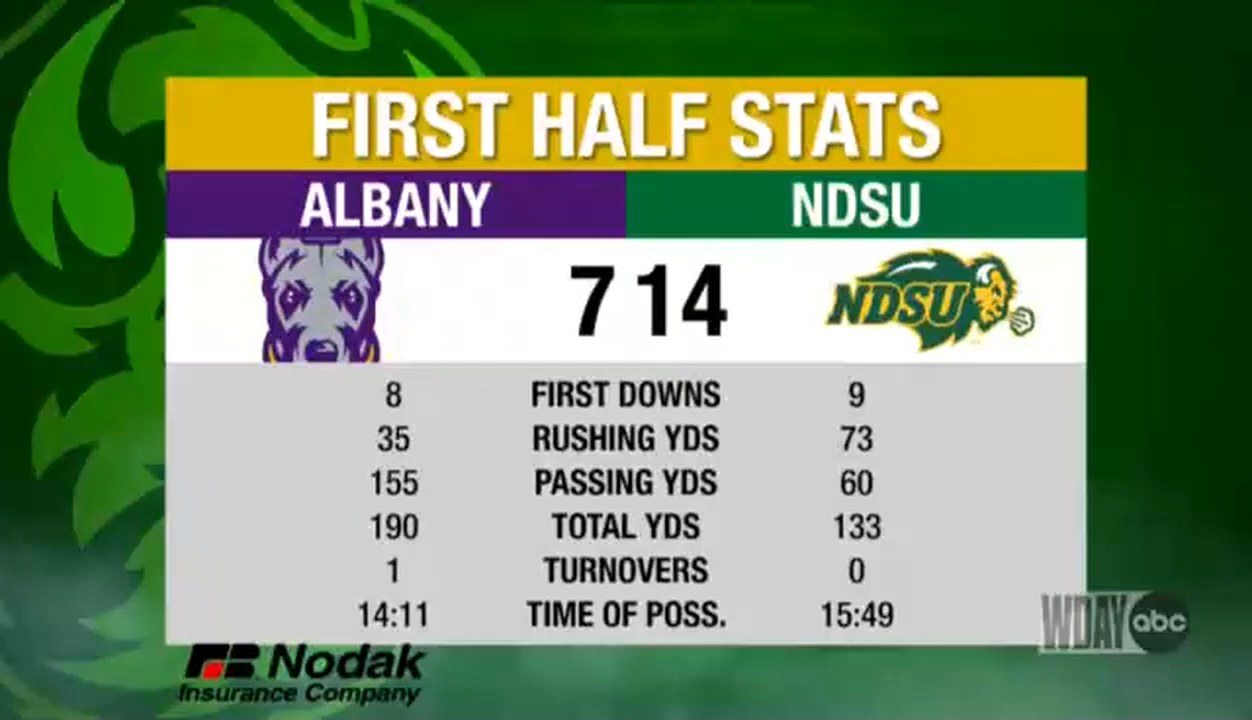 FIRST HALF STATS
ALBANY NDSU
7 14 NDSU
8 FIRST DOWNS 9
35 RUSHING YDS 73
155 PASSING YDS 60
190 TOTAL YDS 133
1 TURNOVERS 0
14:11 TIME OF POSS. 15:49
WDAY abc
Nodak
Insurance Company